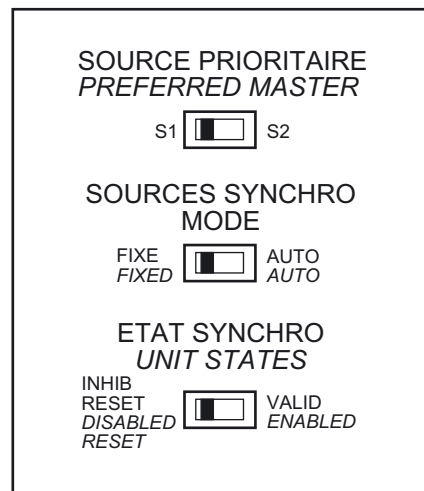 SOURCE PRIORITAIRE
PREFERRED MASTER
S1 S2
SOURCES SYNCHRO
MODE
FIXE AUTO
FIXED AUTO
ETAT SYNCHRO
UNIT STATES
INHIB
RESET VALID
DISABLED ENABLED
RESET